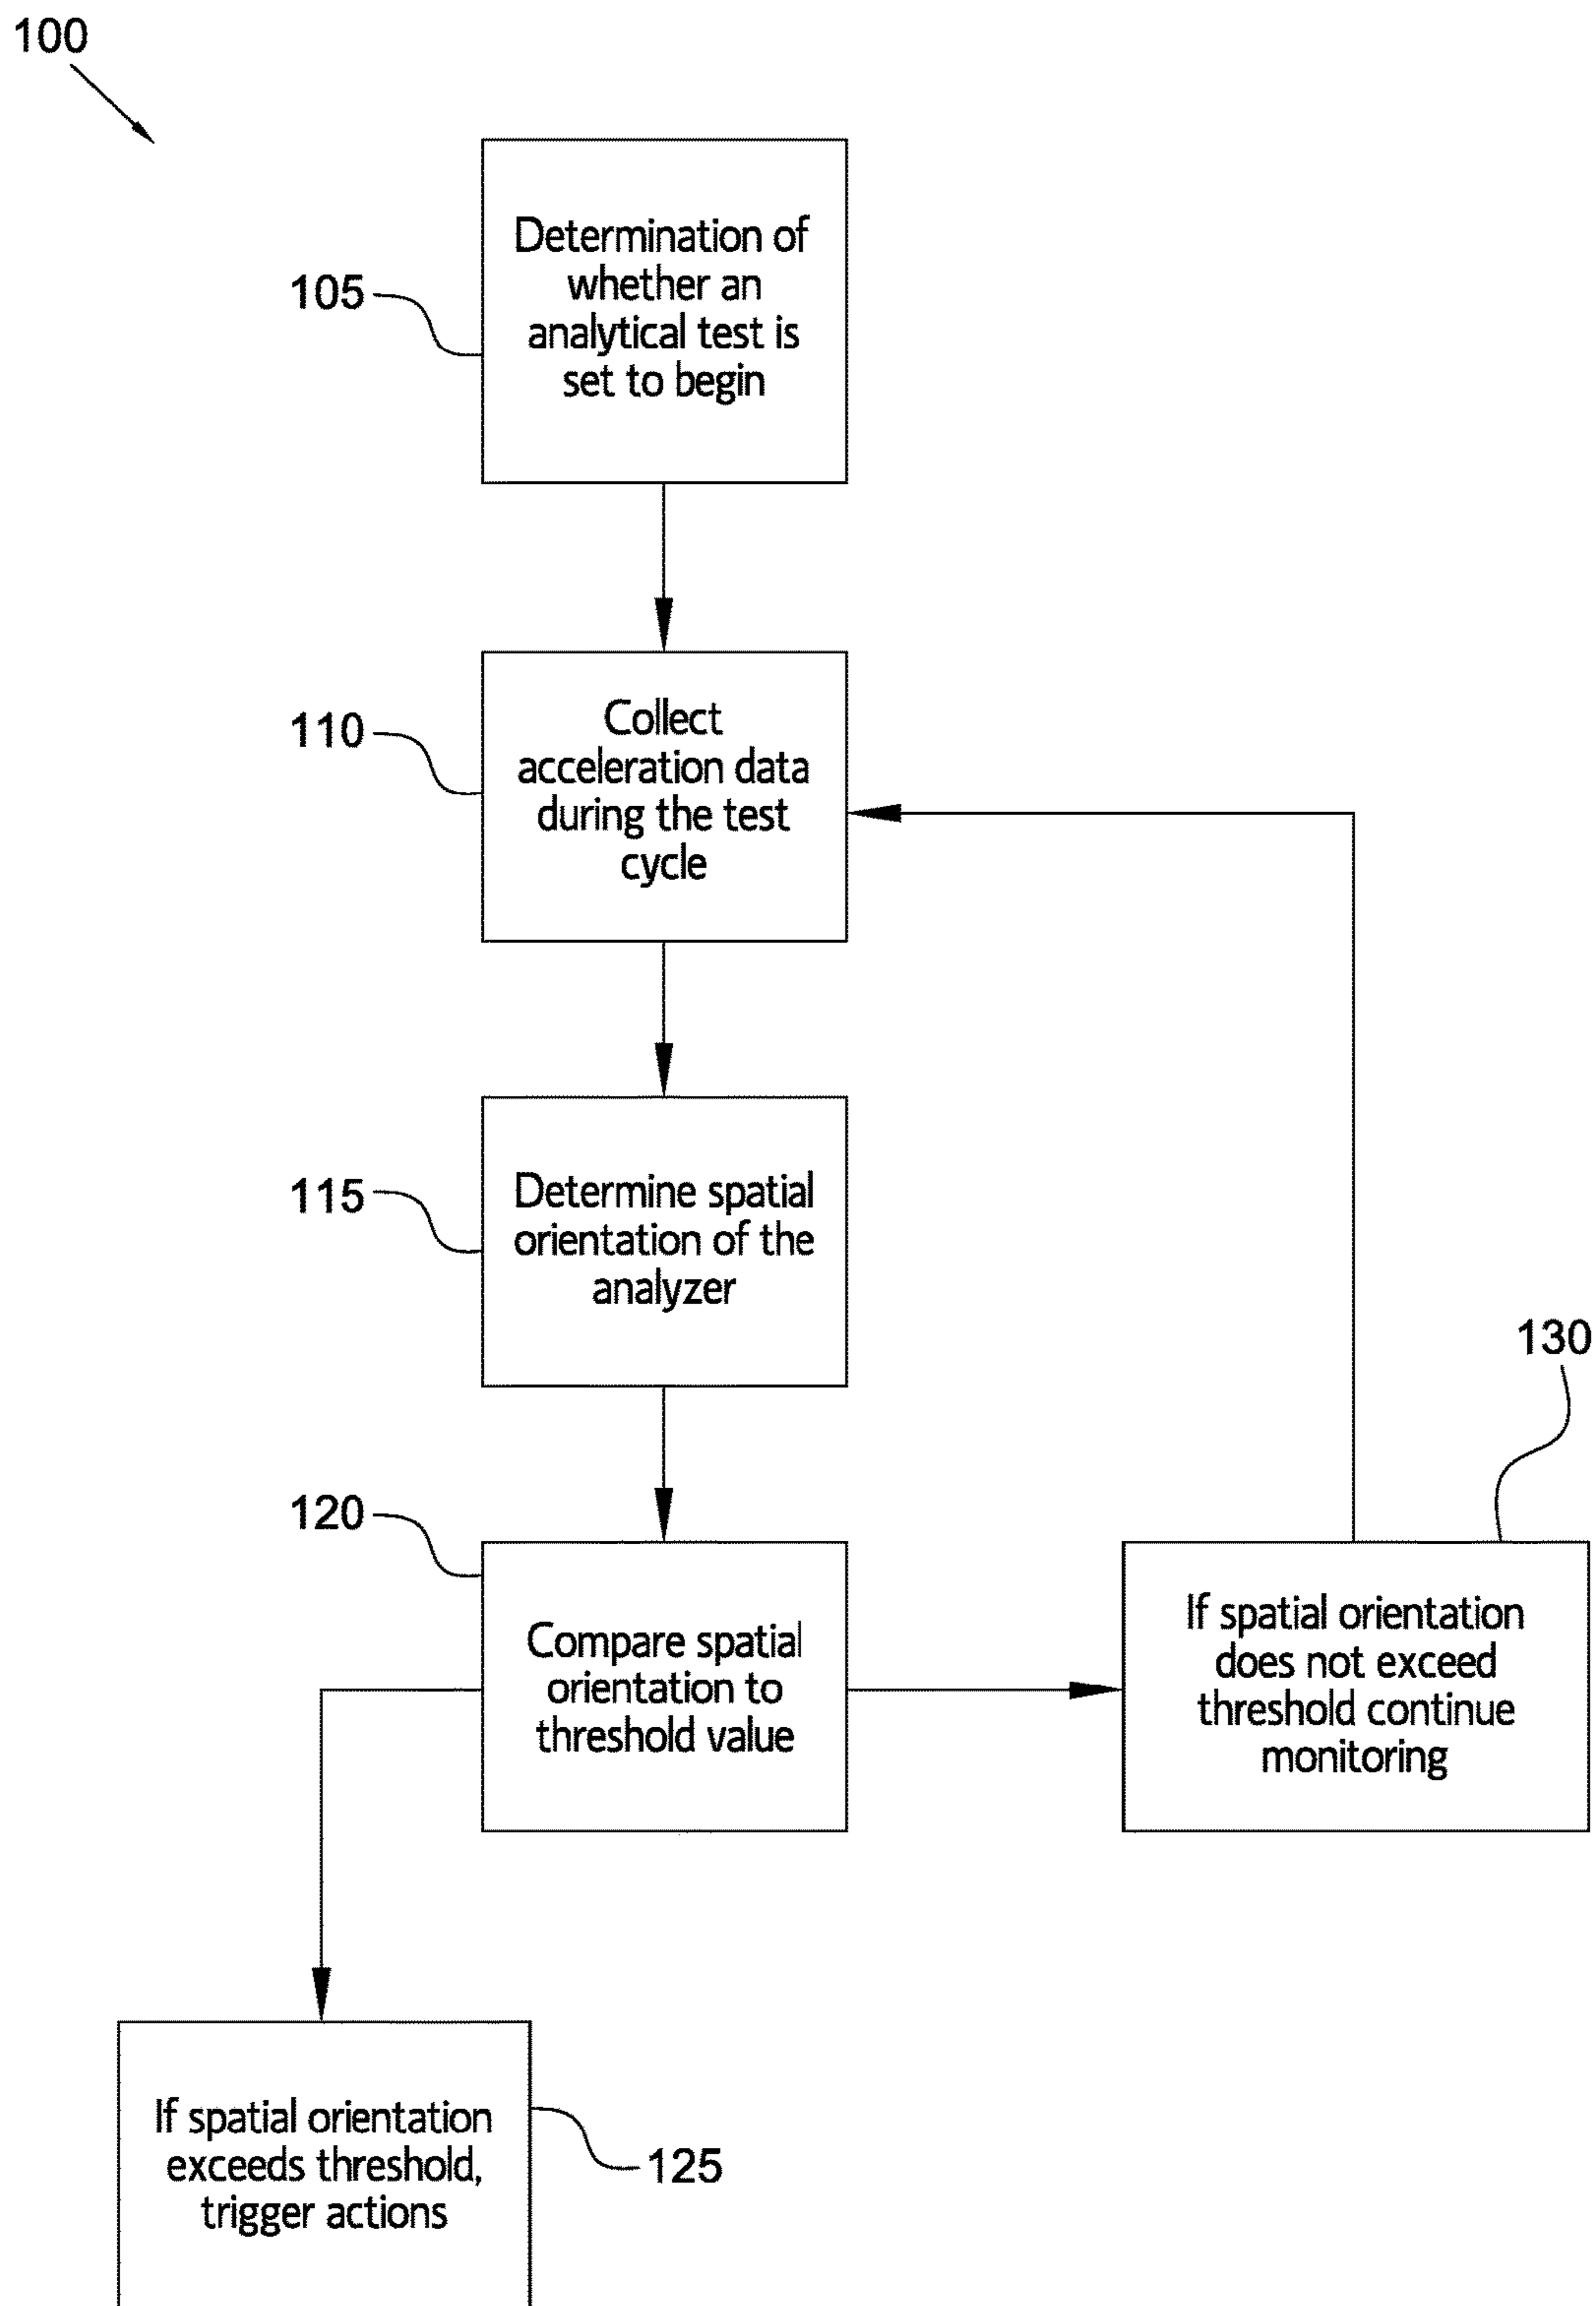 100
105
Determination of
whether an
analytical test is
set to begin
110
Collect
acceleration data
during the test
cycle
115
Determine spatial
orientation of the
analyzer
120
Compare spatial
orientation to
threshold value
130
If spatial orientation
does not exceed
threshold continue
monitoring
If spatial orientation
exceeds threshold,
trigger actions
125